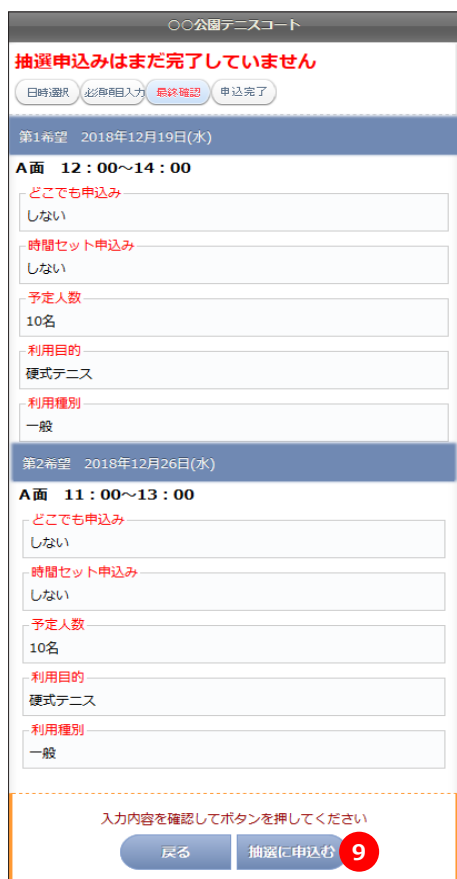 ○○公園テニスコート
抽選申込みはまだ完了していません
日時選択 必須項目入力 最終確認 申込完了
第1希望 2018年12月19日(水)
A面 12：00～14：00
どこでも申込み
しない
時間セット申込み
しない
予定人数
10名
利用目的
硬式テニス
利用種別
一般
第2希望 2018年12月26日(水)
A面 11：00～13：00
どこでも申込み
しない
時間セット申込み
しない
予定人数
10名
利用目的
硬式テニス
利用種別
一般
入力内容を確認してボタンを押してください
戻る 抽選に申込む 9